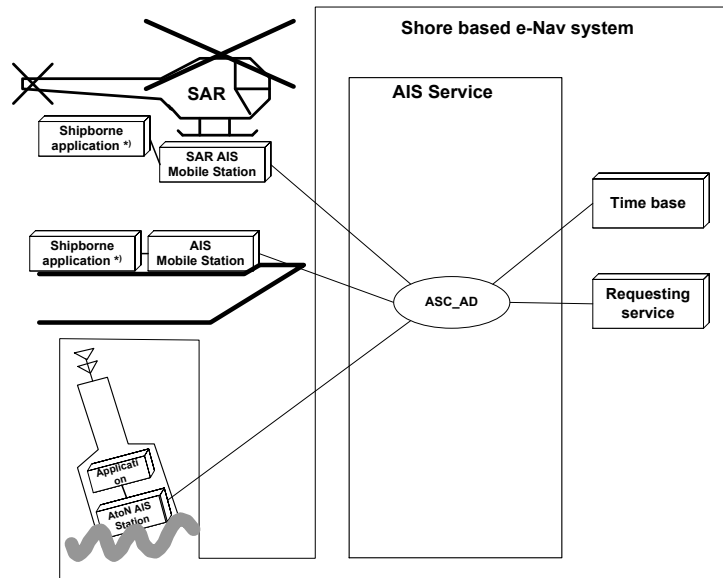 Shore based e-Nav system
AIS Service
SAR
Shipborne
application *)
SAR AIS
Mobile Station
Time base
Shipborne
application *)
AIS
Mobile Station
ASC_AD
Requesting
service
Applicati
on
AtoN AIS
Station